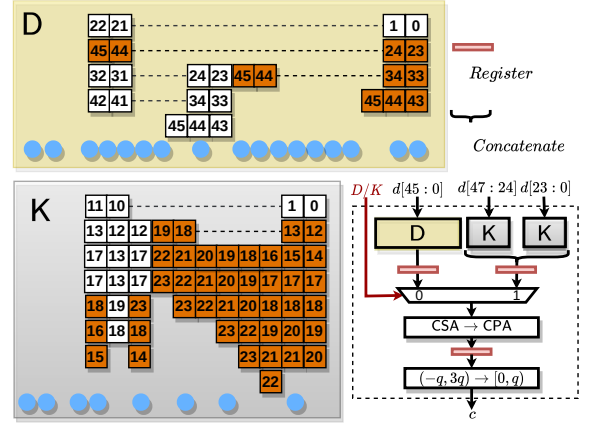 D
22 21 1 0
45 44 24 23
32 31 24 23 45 44 34 33
42 41 34 33 45 44 43
45 44 43
Register
Concatenate
K
11 10 1 0
13 12 12 19 18 13 12
17 13 17 22 21 20 19 18 16 15 14
17 13 17 23 22 21 20 19 17 17 17
18 19 23 23 22 21 20 18 18 18
16 18 18 23 22 19 20 19
15 14 23 21 21 20
22
D/K d[45 : 0] d[47 : 24] d[23 : 0]
D K K
0 1
CSA → CPA
(−q, 3q) → [0, q)
c